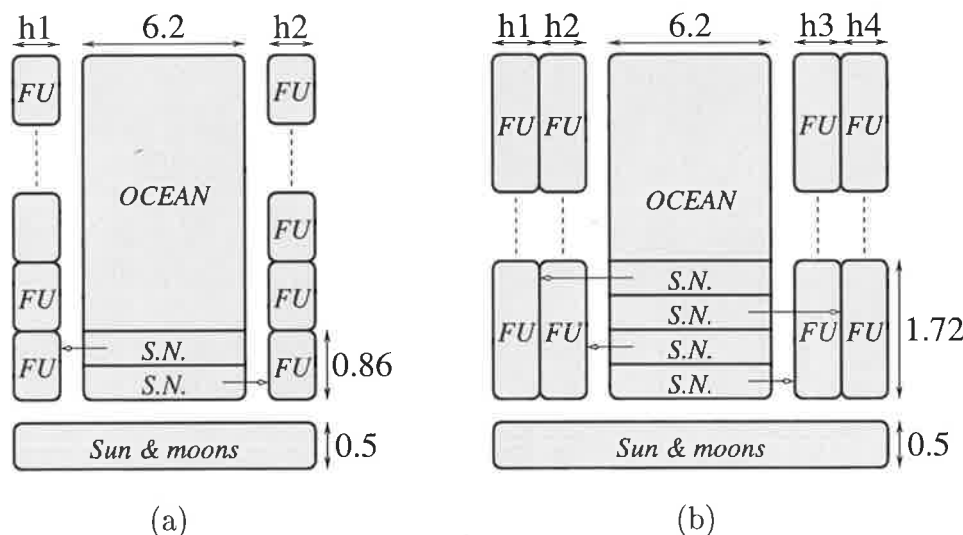 h1 6.2 h2
FU FU
OCEAN
FU
FU FU
S.N.
FU FU 0.86
S.N.
Sun & moons 0.5
(a)
h1 h2 6.2 h3 h4
FU FU FU FU
OCEAN
S.N.
S.N.
FU FU FU FU 1.72
S.N.
S.N.
Sun & moons 0.5
(b)